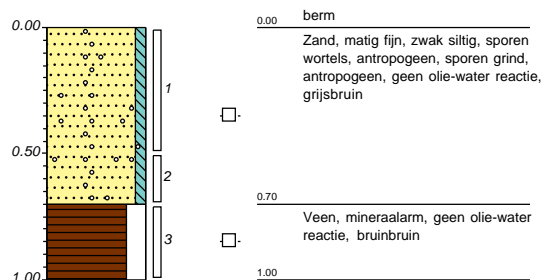 0.00
0.00
berm
Zand, matig fijn, zwak siltig, sporen
wortels, antropogeen, sporen grind,
antropogeen, geen olie-water reactie,
grijsbruin
1
0.50
2
0.70
Veen, mineraalarm, geen olie-water
reactie, bruinbruin
3
1.00
1.00